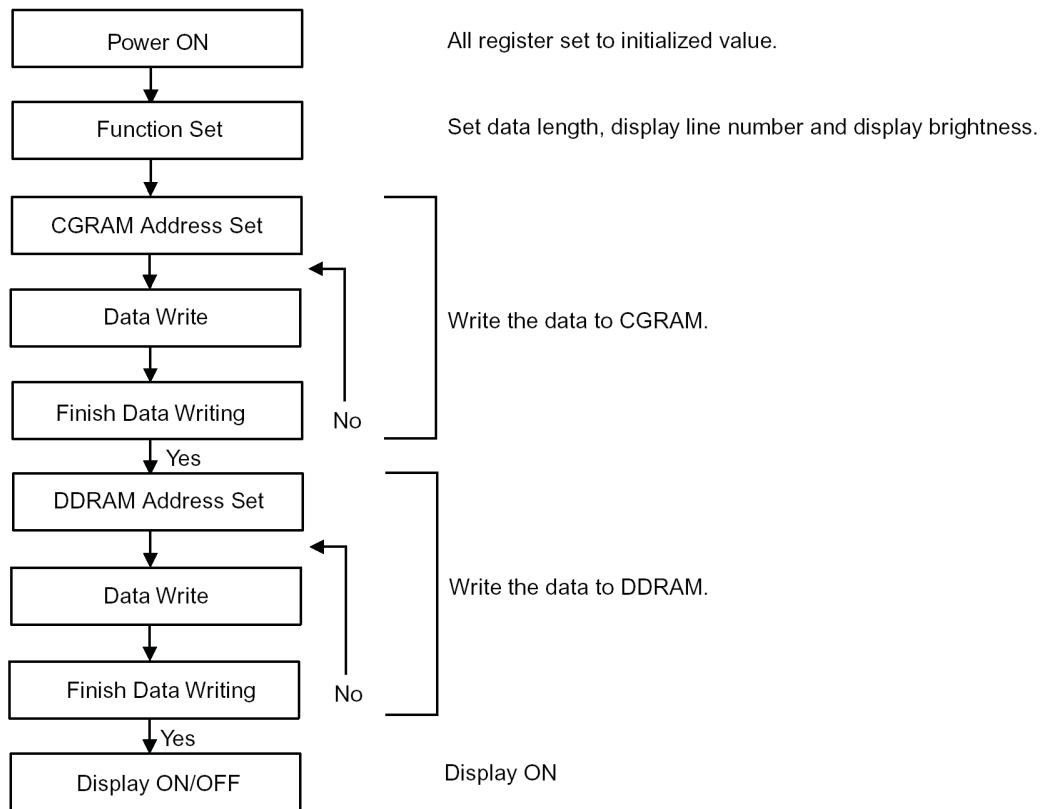 Power ON
All register set to initialized value.
Function Set
Set data length, display line number and display brightness.
CGRAM Address Set
Data Write
Write the data to CGRAM.
Finish Data Writing
No
Yes
DDRAM Address Set
Data Write
Write the data to DDRAM.
Finish Data Writing
No
Yes
Display ON/OFF
Display ON